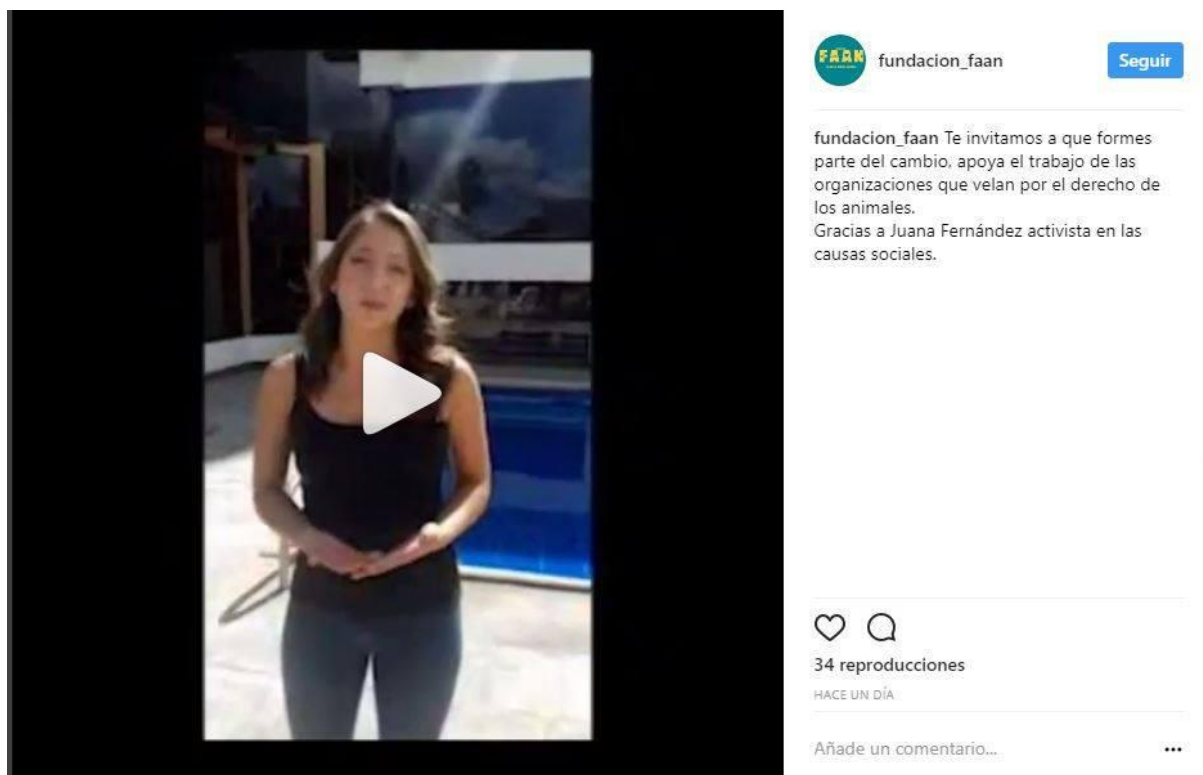 FAAN
fundacion_faan
Seguir
fundacion_faan Te invitamos a que formes
parte del cambio, apoya el trabajo de las
organizaciones que velan por el derecho de
los animales.
Gracias a Juana Fernández activista en las
causas sociales.
34 reproducciones
HACE UN DÍA
Añade un comentario...